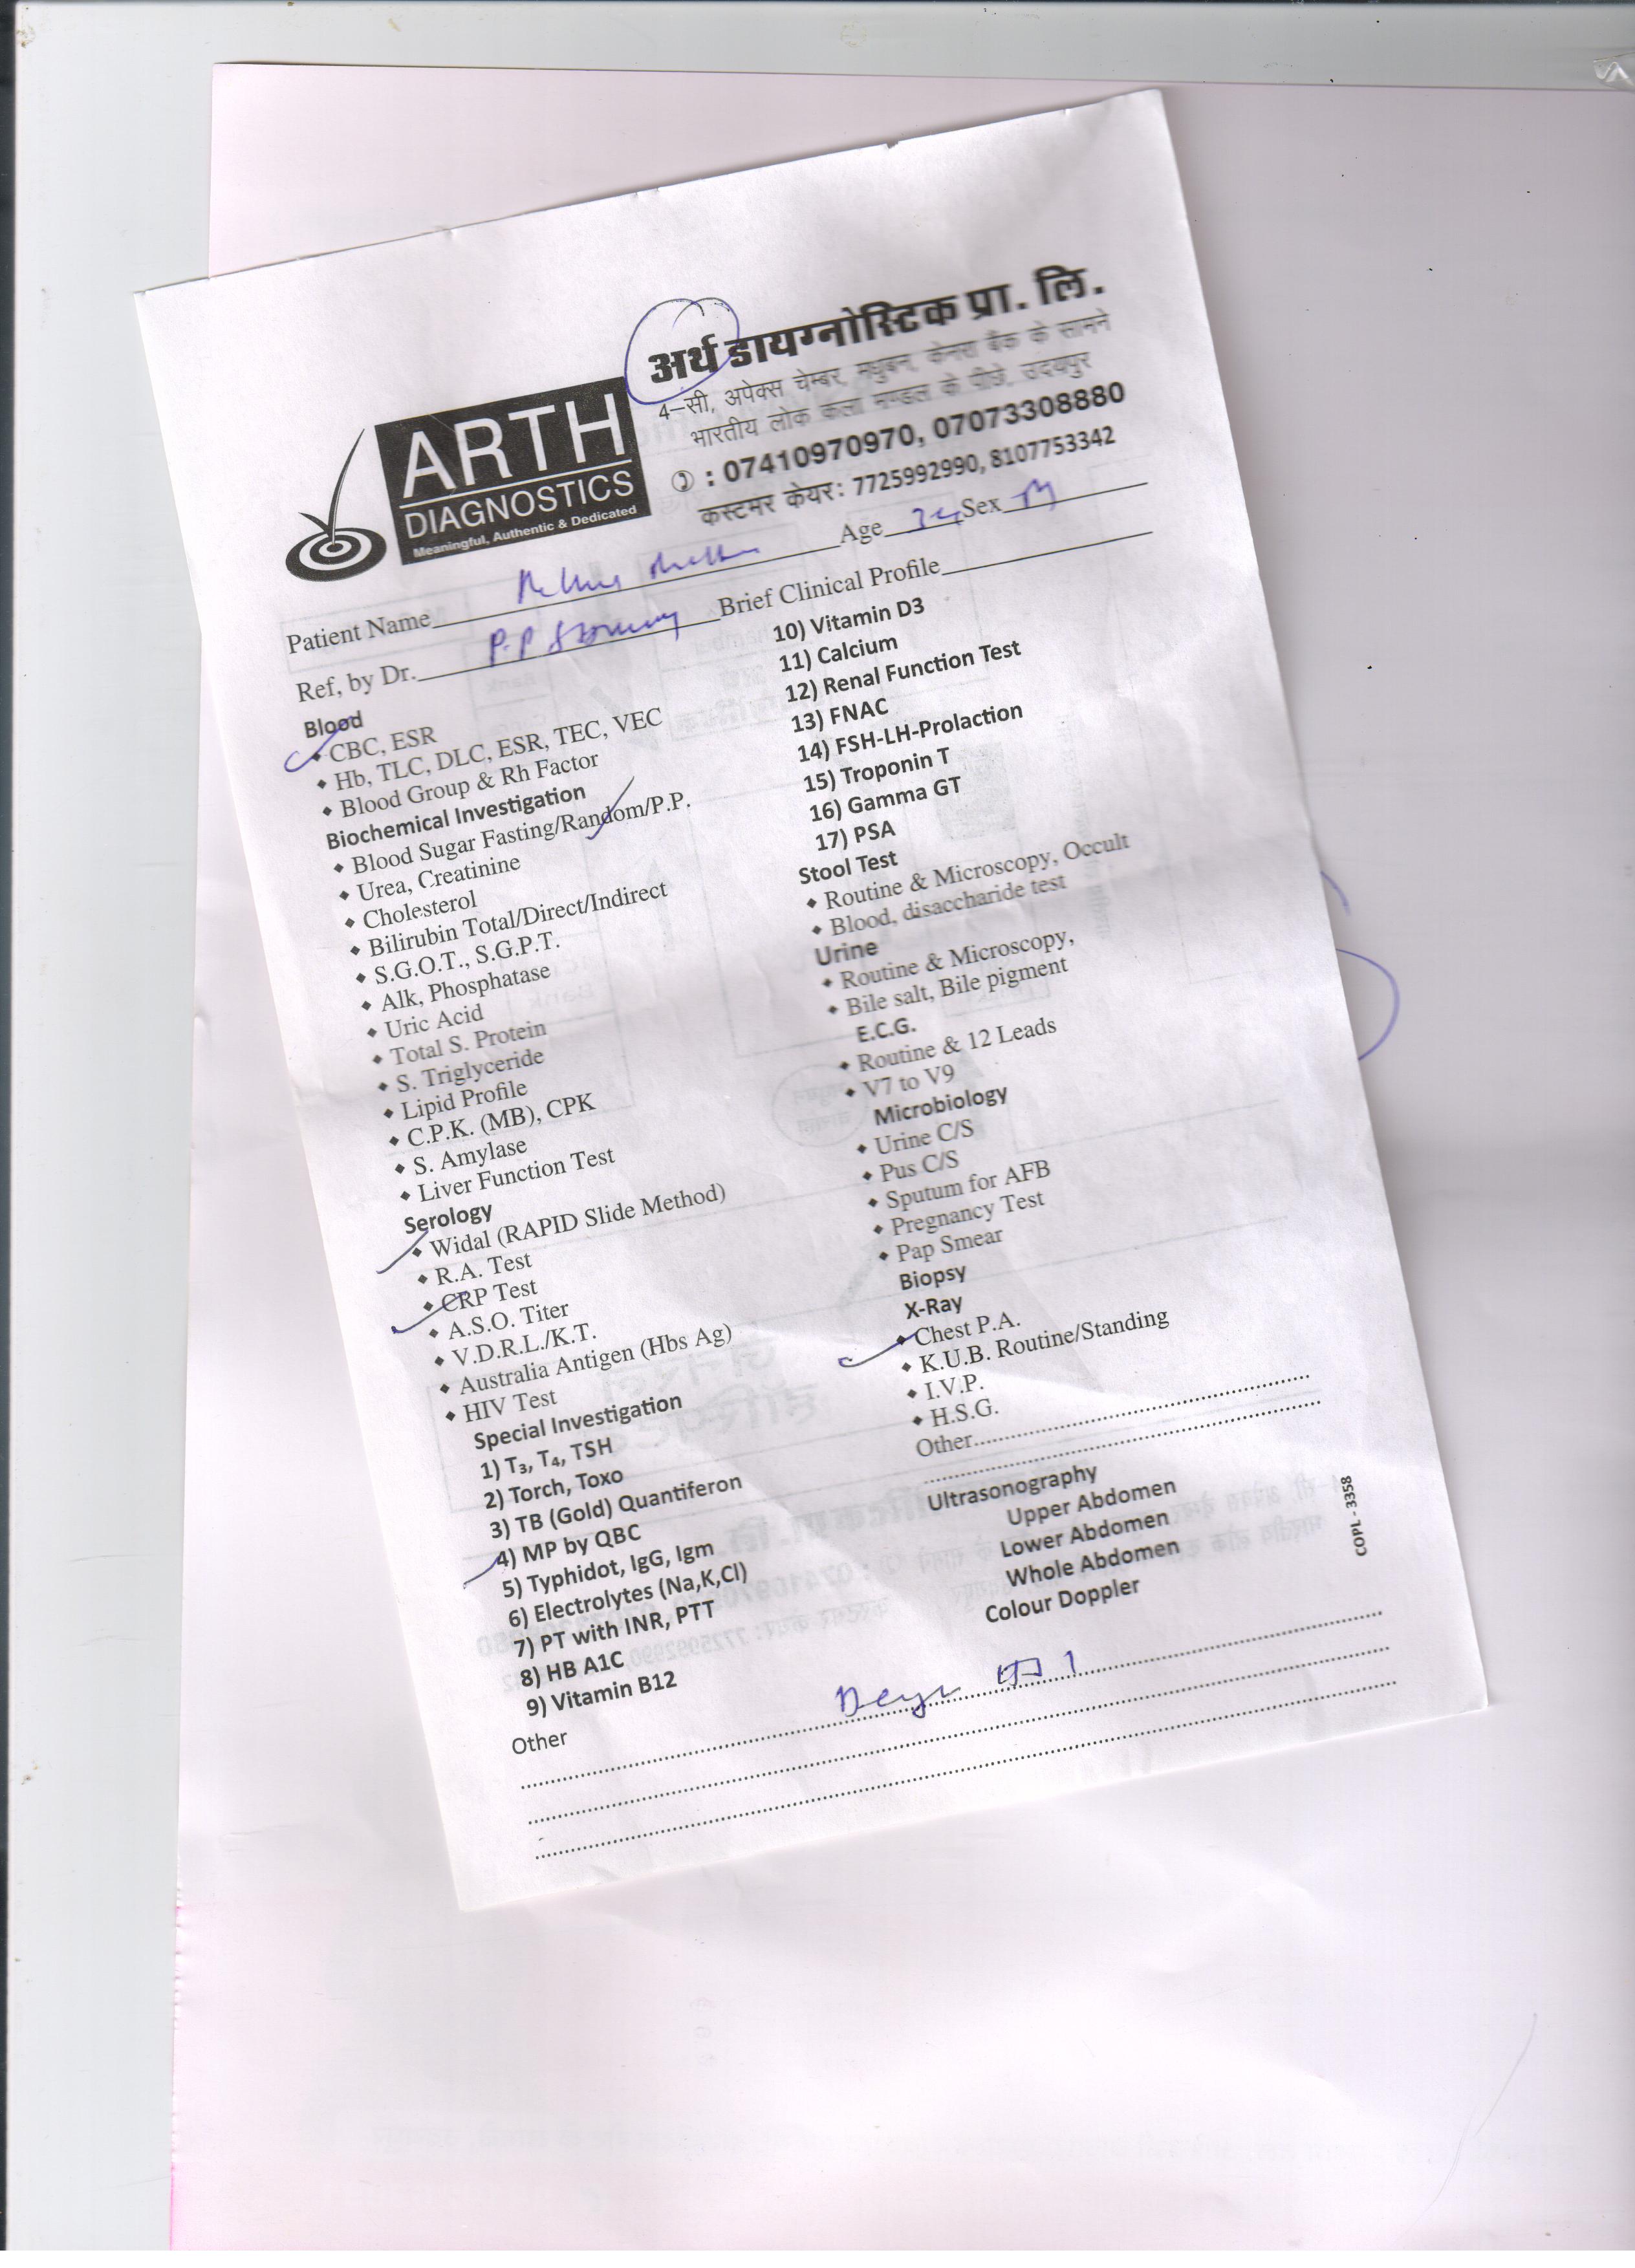 अर्थ डायग्नोस्टिक प्रा. लि.
4–सी, अपेक्स चेम्बर, मधुबन, केनरा बैंक के सामने
भारतीय लोक कला मण्डल के पीछे, उदयपुर
: 07410970970, 07073308880
कस्टमर केयर: 7725992990, 8107753342
ARTH
DIAGNOSTICS
Meaningful, Authentic & Dedicated
Patient Name Age Sex M
Ref, by Dr. P.P Brief Clinical Profile
Blood
CBC, ESR
Hb, TLC, DLC, ESR, TEC, VEC
Blood Group & Rh Factor
Biochemical Investigation
Blood Sugar Fasting/Random/P.P.
Urea, Creatinine
Cholesterol
Bilirubin Total/Direct/Indirect
S.G.O.T., S.G.P.T.
Alk, Phosphatase
Uric Acid
Total S. Protein
S. Triglyceride
Lipid Profile
C.P.K. (MB), CPK
S. Amylase
Liver Function Test
Serology
Widal (RAPID Slide Method)
R.A. Test
CRP Test
A.S.O. Titer
V.D.R.L./K.T.
Australia Antigen (Hbs Ag)
HIV Test
Special Investigation
1) T₃, T₄, TSH
2) Torch, Toxo
3) TB (Gold) Quantiferon
4) MP by QBC
5) Typhidot, IgG, Igm
6) Electrolytes (Na,K,Cl)
7) PT with INR, PTT
8) HB A1C
9) Vitamin B12
10) Vitamin D3
11) Calcium
12) Renal Function Test
13) FNAC
14) FSH-LH-Prolaction
15) Troponin T
16) Gamma GT
17) PSA
Stool Test
Routine & Microscopy, Occult
Blood, disaccharide test
Urine
Routine & Microscopy,
Bile salt, Bile pigment
E.C.G.
Routine & 12 Leads
V7 to V9
Microbiology
Urine C/S
Pus C/S
Sputum for AFB
Pregnancy Test
Pap Smear
Biopsy
X-Ray
Chest P.A.
K.U.B. Routine/Standing
I.V.P.
H.S.G.
Other
Ultrasonography
Upper Abdomen
Lower Abdomen
Whole Abdomen
Colour Doppler
COPL - 3358
Other